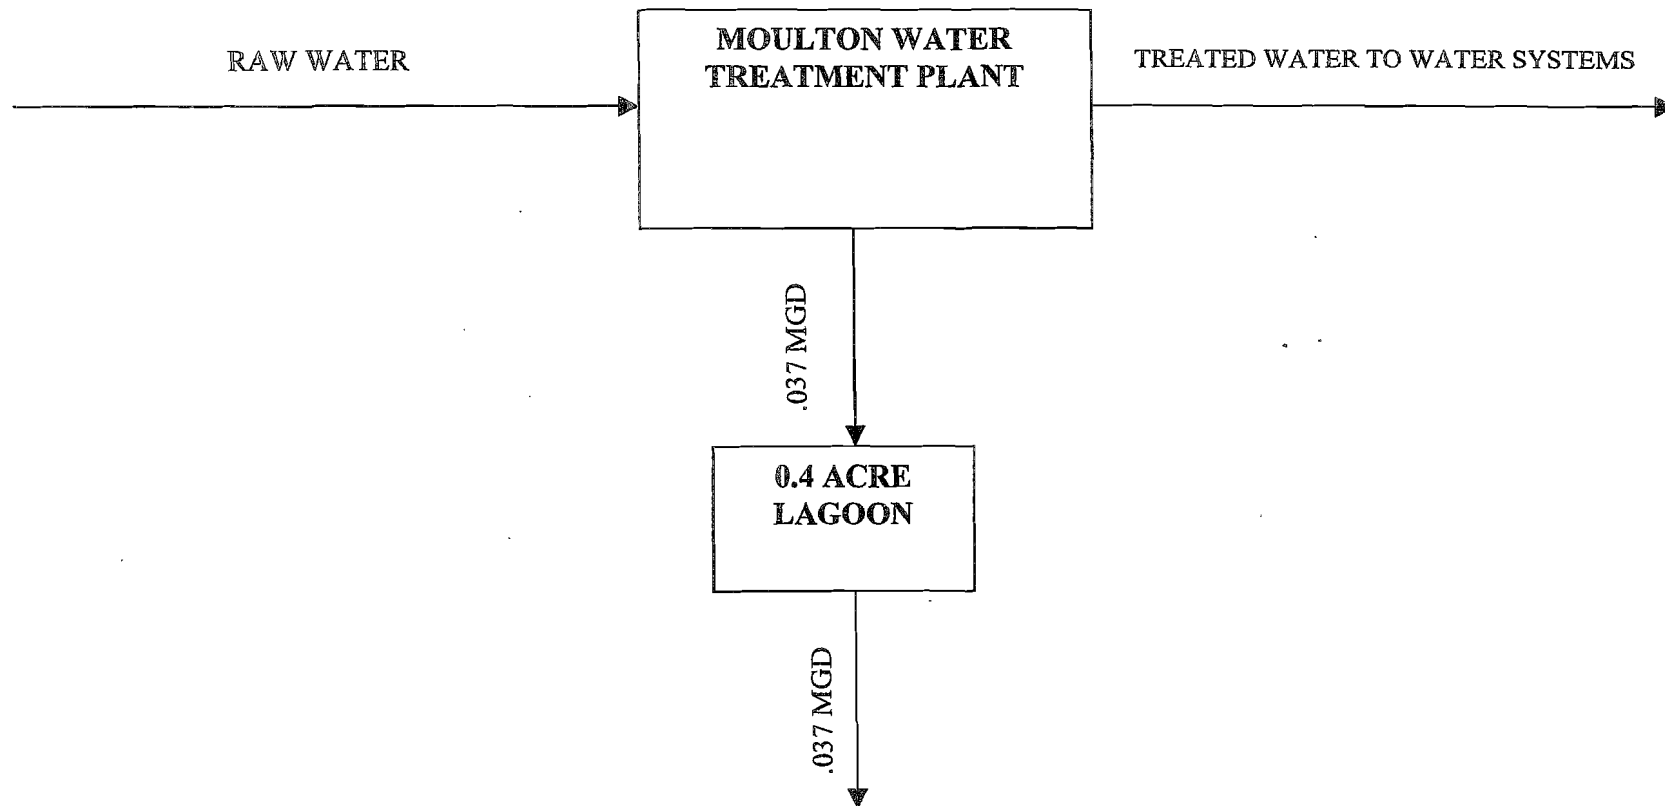 RAW WATER
MOULTON WATER
TREATMENT PLANT
TREATED WATER TO WATER SYSTEMS
.037 MGD
0.4 ACRE
LAGOON
.037 MGD